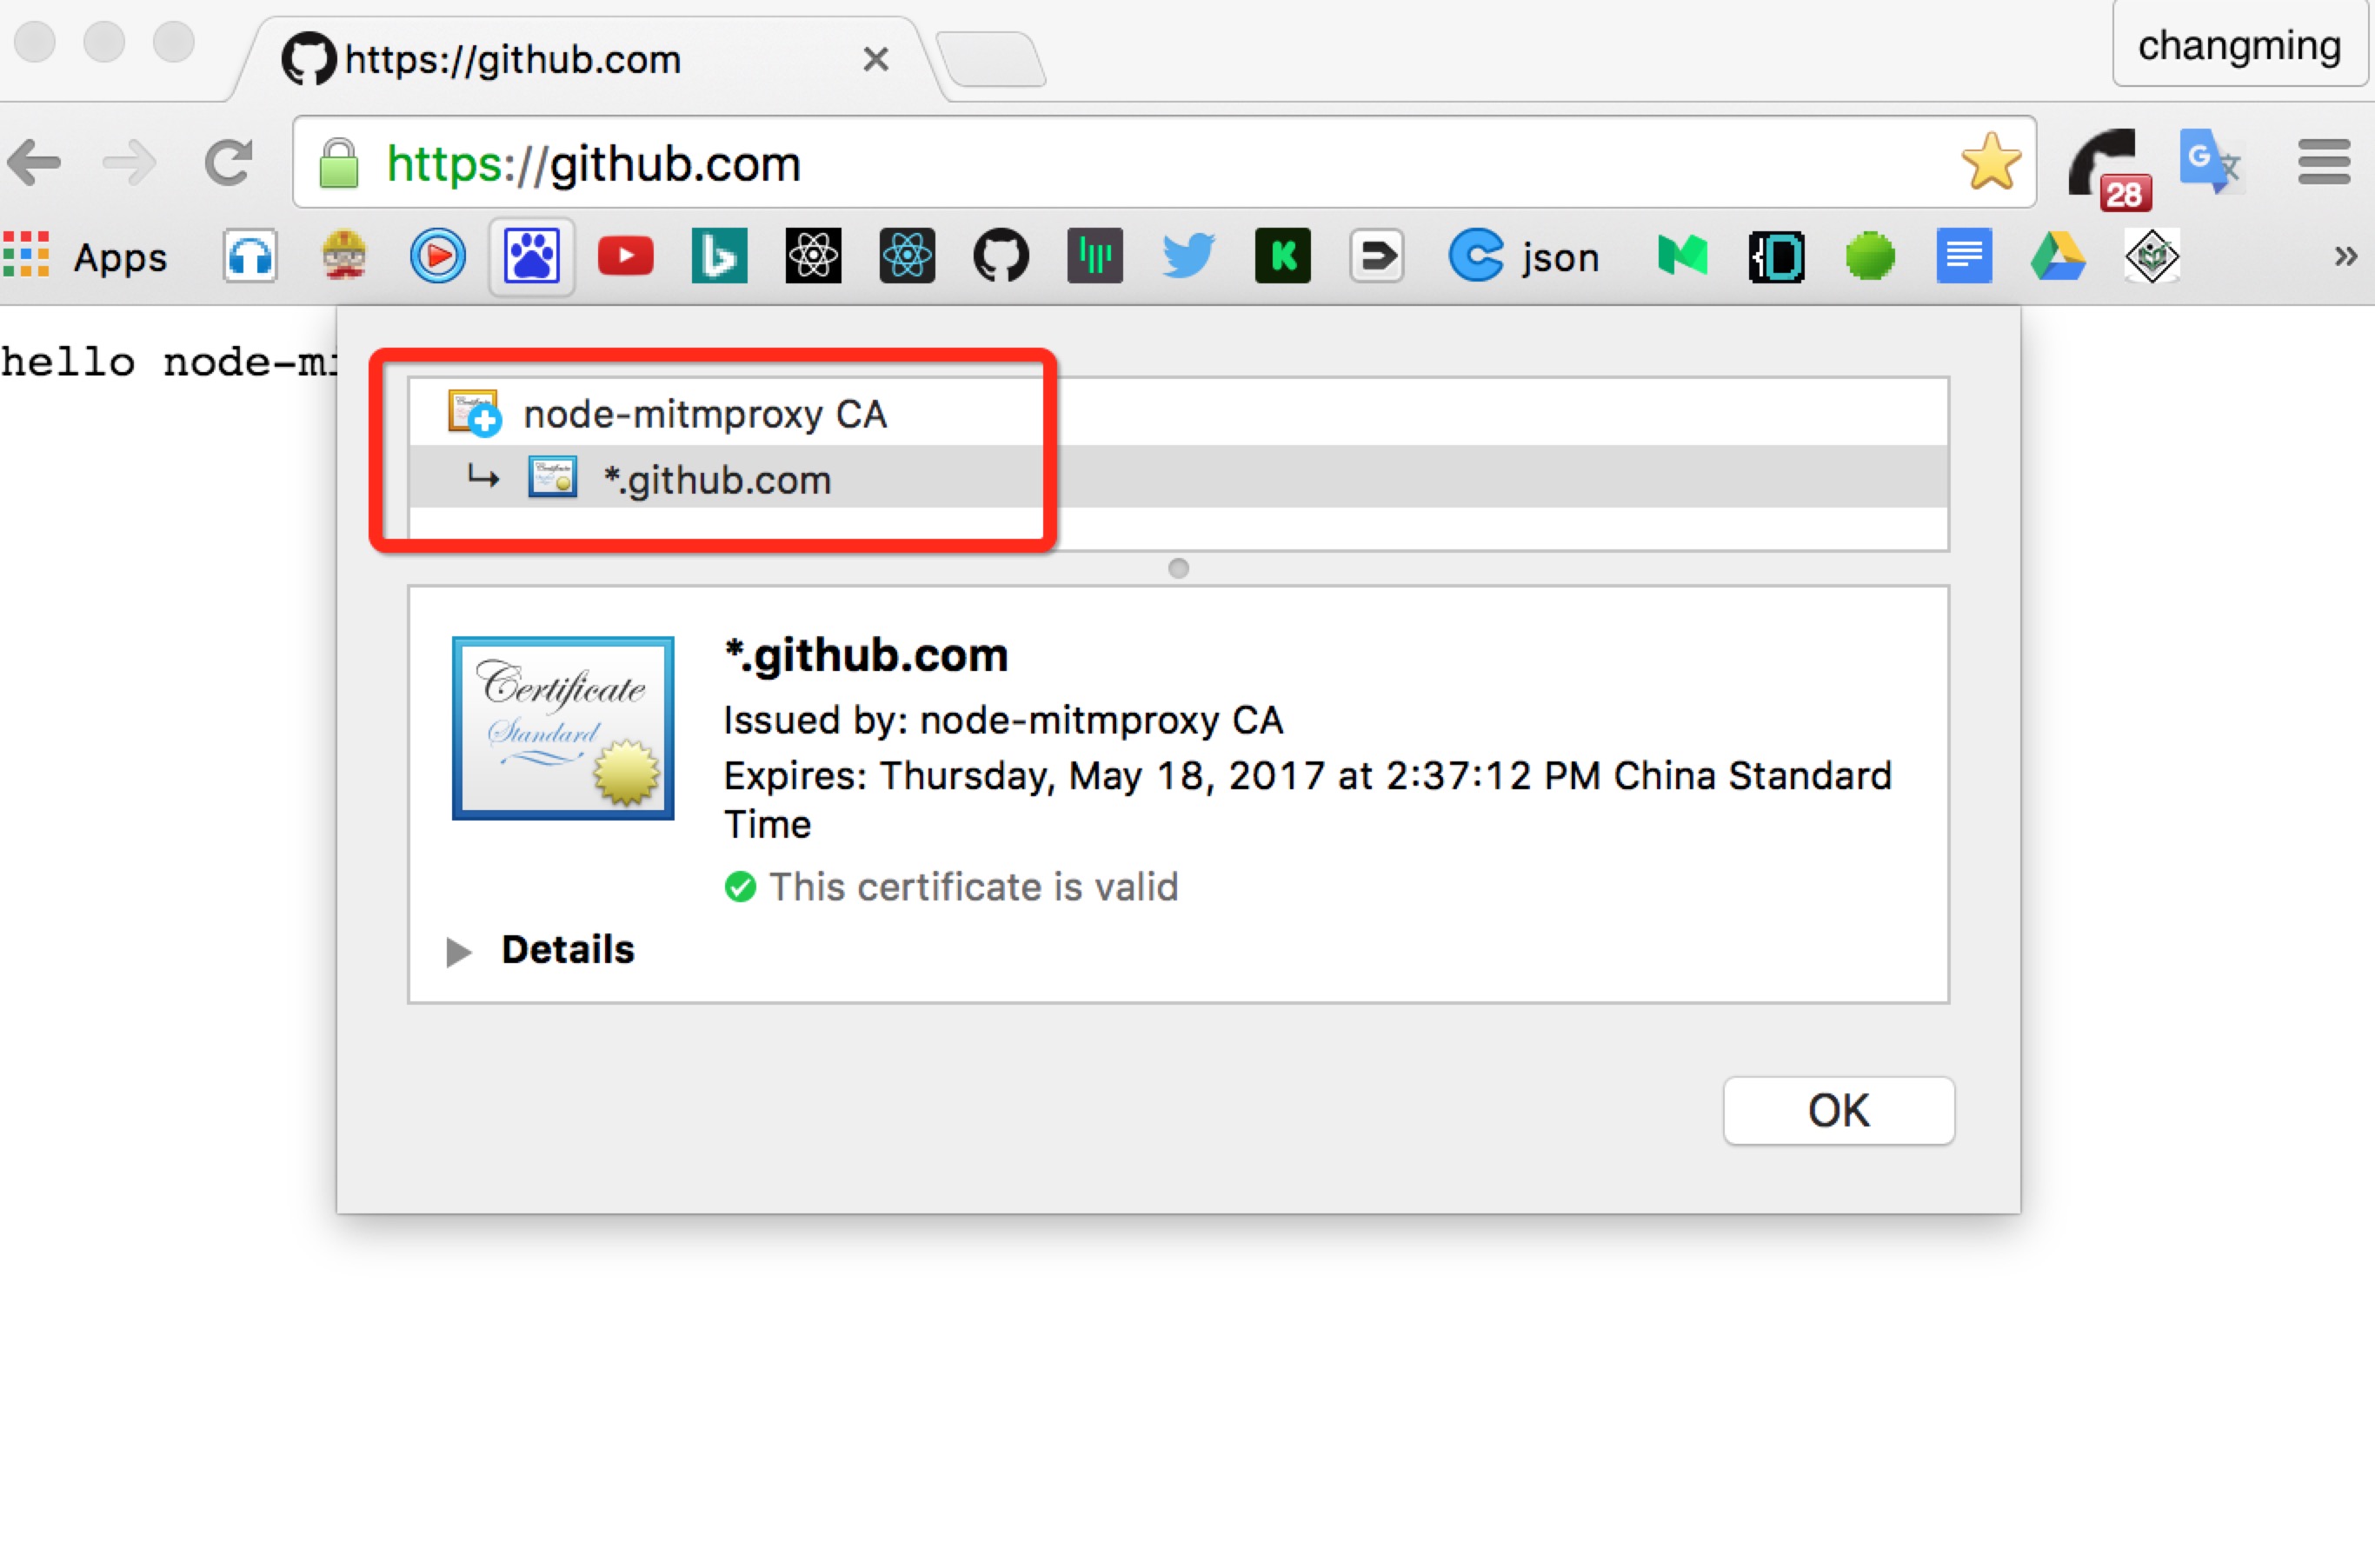 https://github.com
changming
https://github.com
28
Apps
json
hello node-mi
node-mitmproxy CA
*.github.com
Certificate
Standard
*.github.com
Issued by: node-mitmproxy CA
Expires: Thursday, May 18, 2017 at 2:37:12 PM China Standard
Time
This certificate is valid
Details
OK